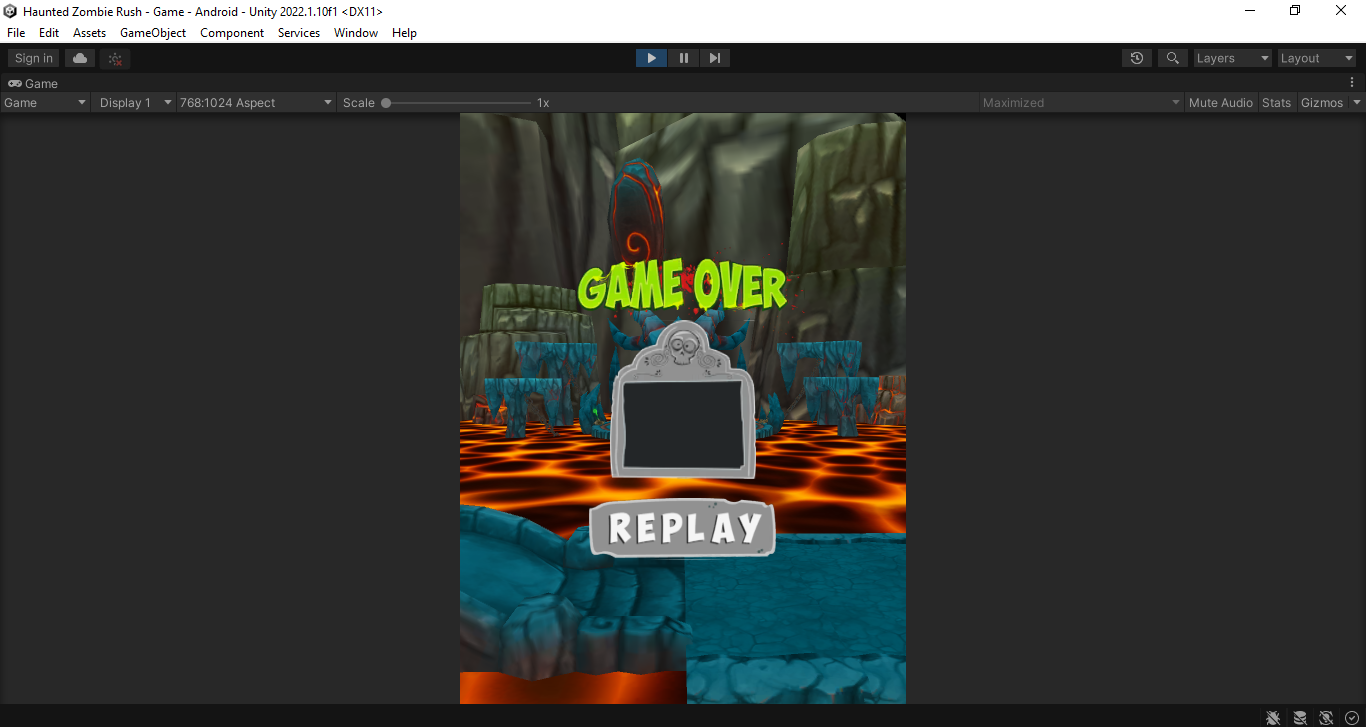 Haunted Zombie Rush - Game - Android - Unity 2022.1.10f1 <DX11>
File Edit Assets GameObject Component Services Window Help
Sign in Layers Layout
Game
Game Display 1 768:1024 Aspect Scale 1x Maximized Mute Audio Stats Gizmos
GAME OVER
REPLAY